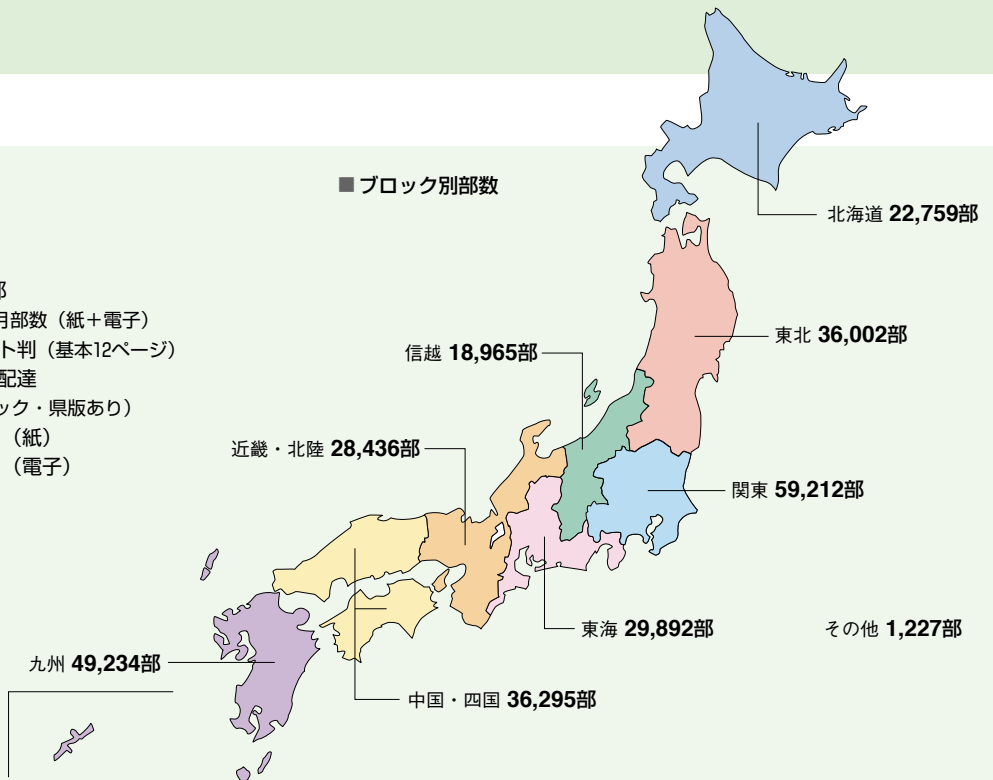 ■ ブロック別部数
部
月部数（紙＋電子）
ト判（基本12ページ）
配達
ック・県版あり）
（紙）
（電子）
北海道 22,759部
東北 36,002部
信越 18,965部
近畿・北陸 28,436部
関東 59,212部
東海 29,892部
その他 1,227部
九州 49,234部
中国・四国 36,295部